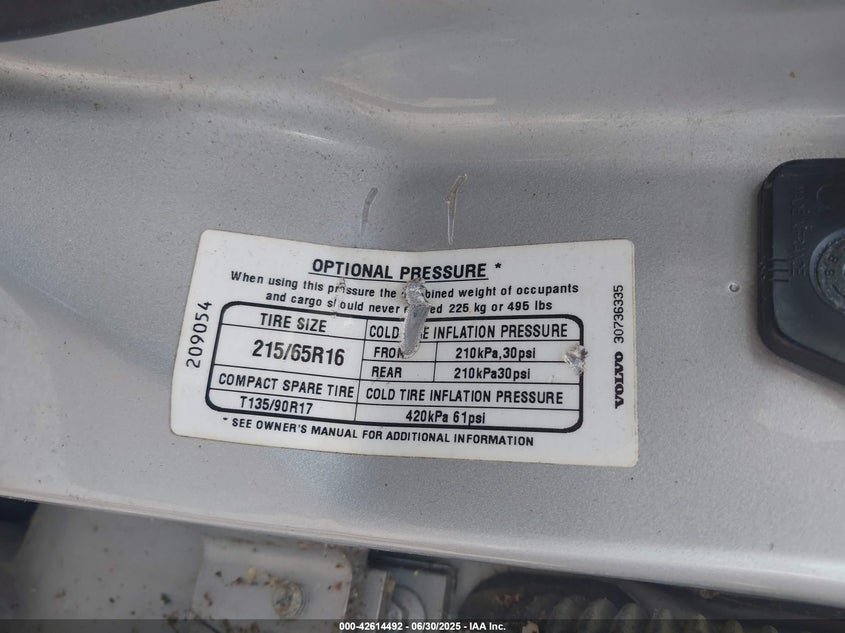 OPTIONAL PRESSURE *
When using this pressure the combined weight of occupants
and cargo should never exceed 225 kg or 495 lbs
TIRE SIZE
COLD TIRE INFLATION PRESSURE
215/65R16
FRONT
210kPa,30psi
REAR
210kPa30psi
COMPACT SPARE TIRE
COLD TIRE INFLATION PRESSURE
T135/90R17
420kPa 61psi
* SEE OWNER'S MANUAL FOR ADDITIONAL INFORMATION
209054
VOLVO 30736335
000-42614492 - 06/30/2025 - IAA Inc.